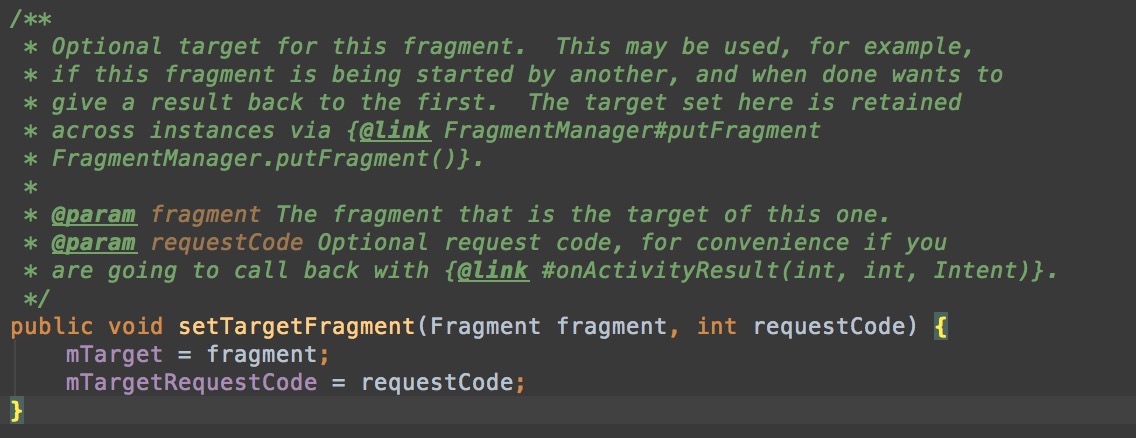 /**
 * Optional target for this fragment.  This may be used, for example,
 * if this fragment is being started by another, and when done wants to
 * give a result back to the first.  The target set here is retained
 * across instances via {@link FragmentManager#putFragment
 * FragmentManager.putFragment()}.
 *
 * @param fragment The fragment that is the target of this one.
 * @param requestCode Optional request code, for convenience if you
 * are going to call back with {@link #onActivityResult(int, int, Intent)}.
 */
public void setTargetFragment(Fragment fragment, int requestCode) {
    mTarget = fragment;
    mTargetRequestCode = requestCode;
}